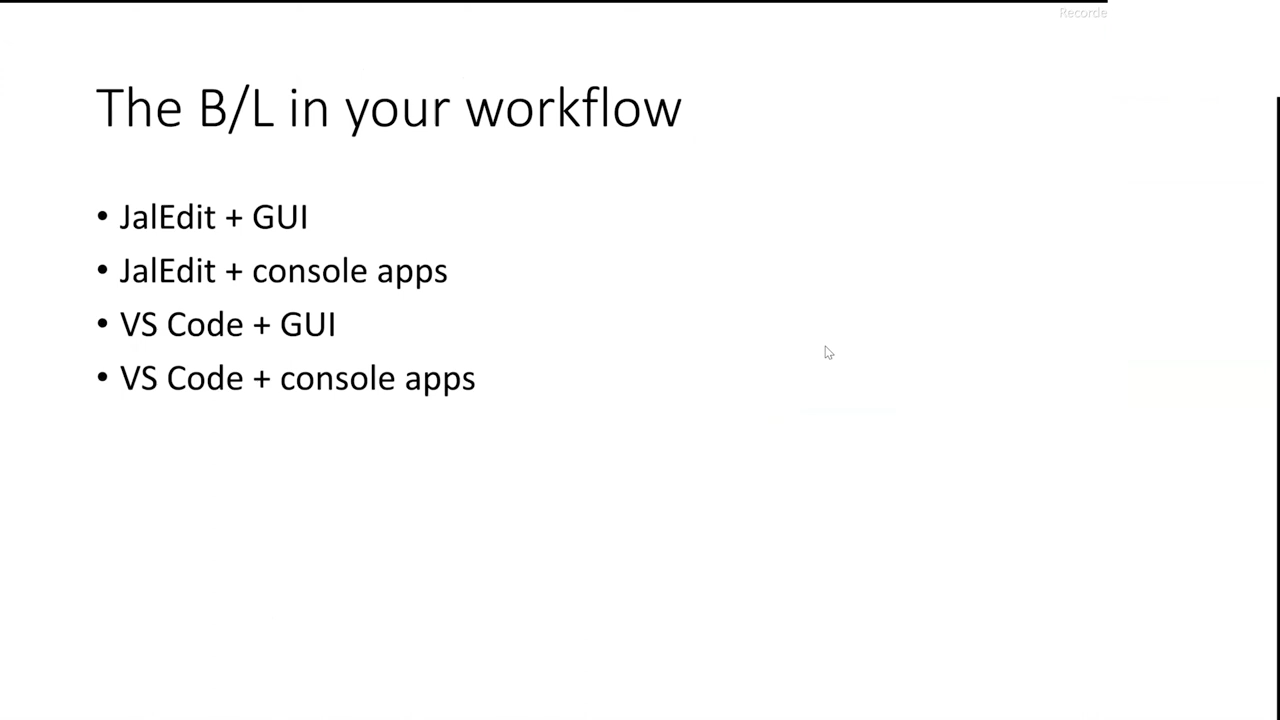 Recorde
The B/L in your workflow
• JalEdit + GUI
• JalEdit + console apps
• VS Code + GUI
• VS Code + console apps